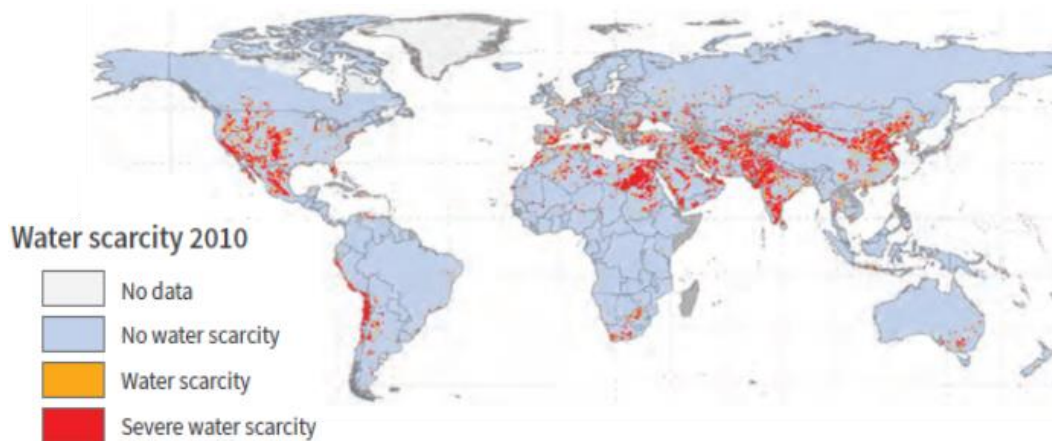 Water scarcity 2010
No data
No water scarcity
Water scarcity
Severe water scarcity